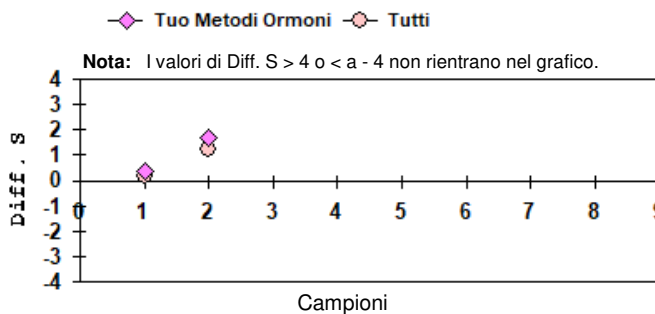 Tuo Metodi Ormoni Tutti
Nota: I valori di Diff. S > 4 o < a - 4 non rientrano nel grafico.
4
3
2
1
0
-1
-2
-3
-4
Diff. S
0 1 2 3 4 5 6 7 8 9
Campioni